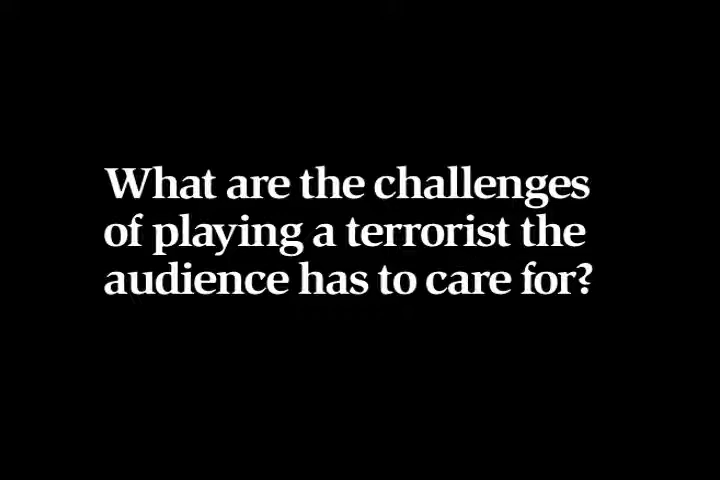 What are the challenges
of playing a terrorist the
audience has to care for?